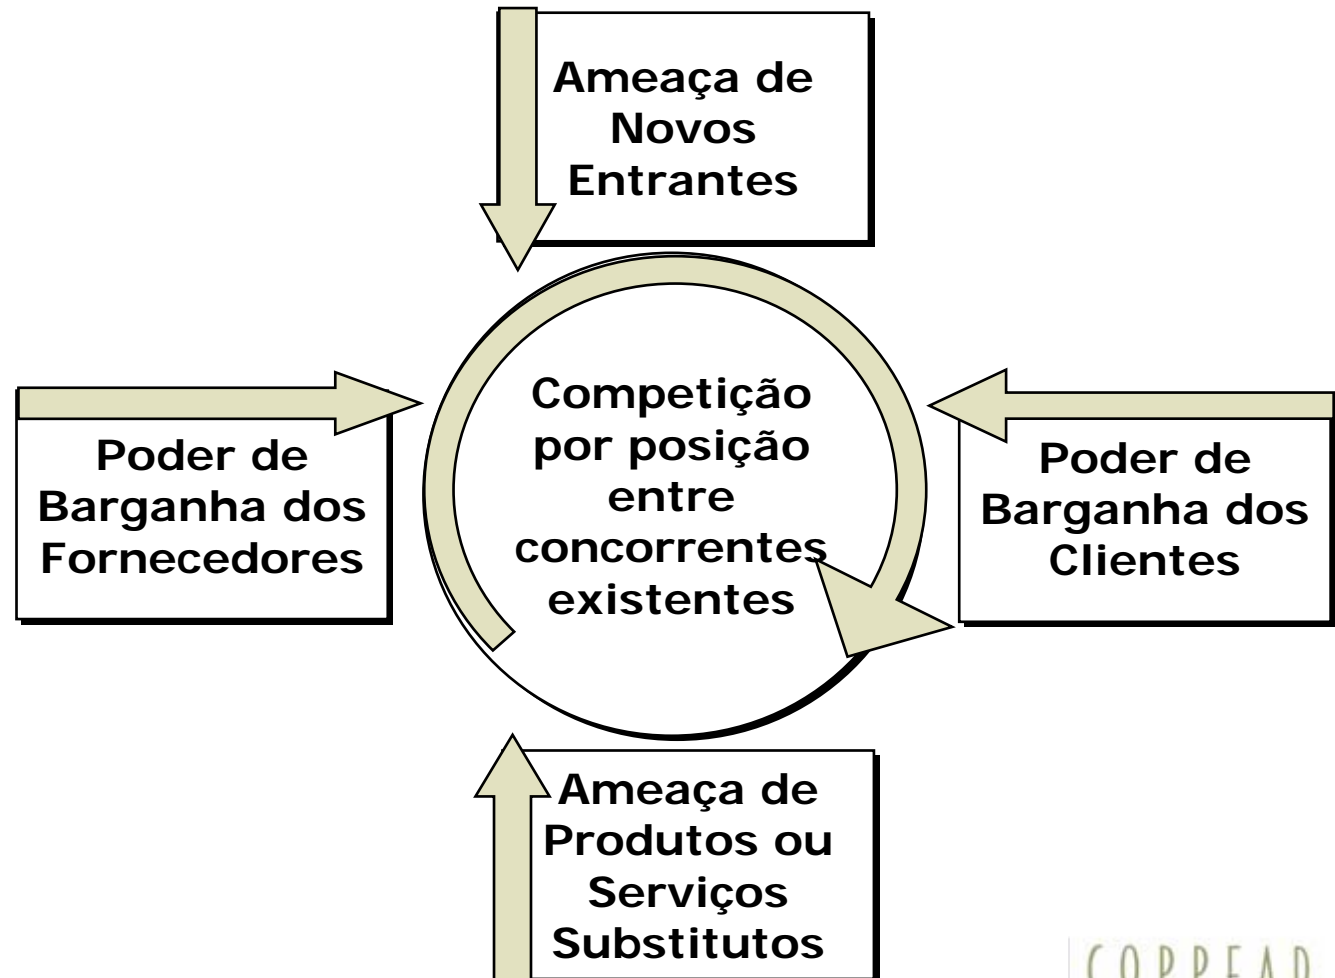 Ameaça de
Novos
Entrantes
Competição
por posição
entre
concorrentes
existentes
Poder de
Barganha dos
Fornecedores
Poder de
Barganha dos
Clientes
Ameaça de
Produtos ou
Serviços
Substitutos
COPPEAD